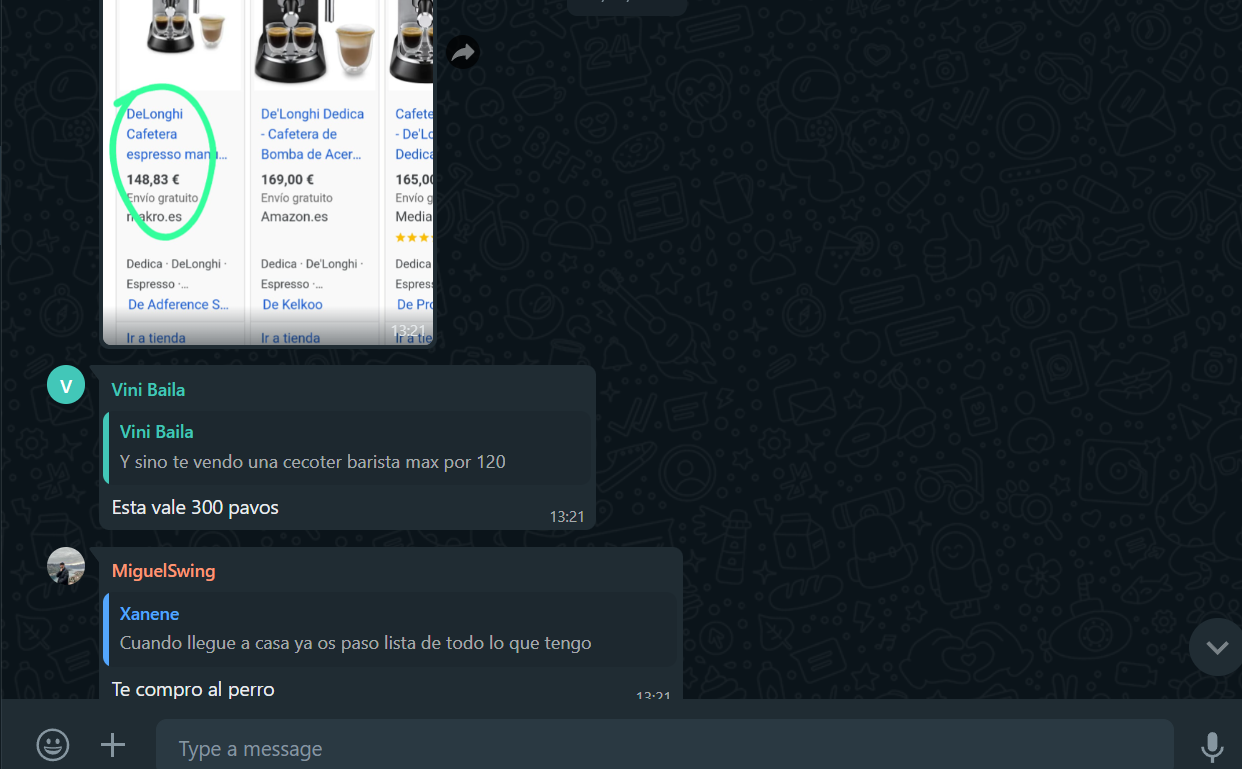 DeLonghi
Cafetera
espresso manu...
148,83 €
Envío gratuito
makro.es
Dedica · DeLonghi ·
Espresso ·...
De Adference S...
Ir a tienda
De'Longhi Dedica
- Cafetera de
Bomba de Acer...
169,00 €
Envío gratuito
Amazon.es
Dedica · De'Longhi ·
Espresso ·...
De Kelkoo
Ir a tienda
Cafete
- De'Lo
Dedica
165,00
Envío g
Media
Dedica
Espres
De Pro
Ir a tie
13:21
V
Vini Baila
Vini Baila
Y sino te vendo una cecoter barista max por 120
Esta vale 300 pavos
13:21
MiguelSwing
Xanene
Cuando llegue a casa ya os paso lista de todo lo que tengo
Te compro al perro
13:21
Type a message